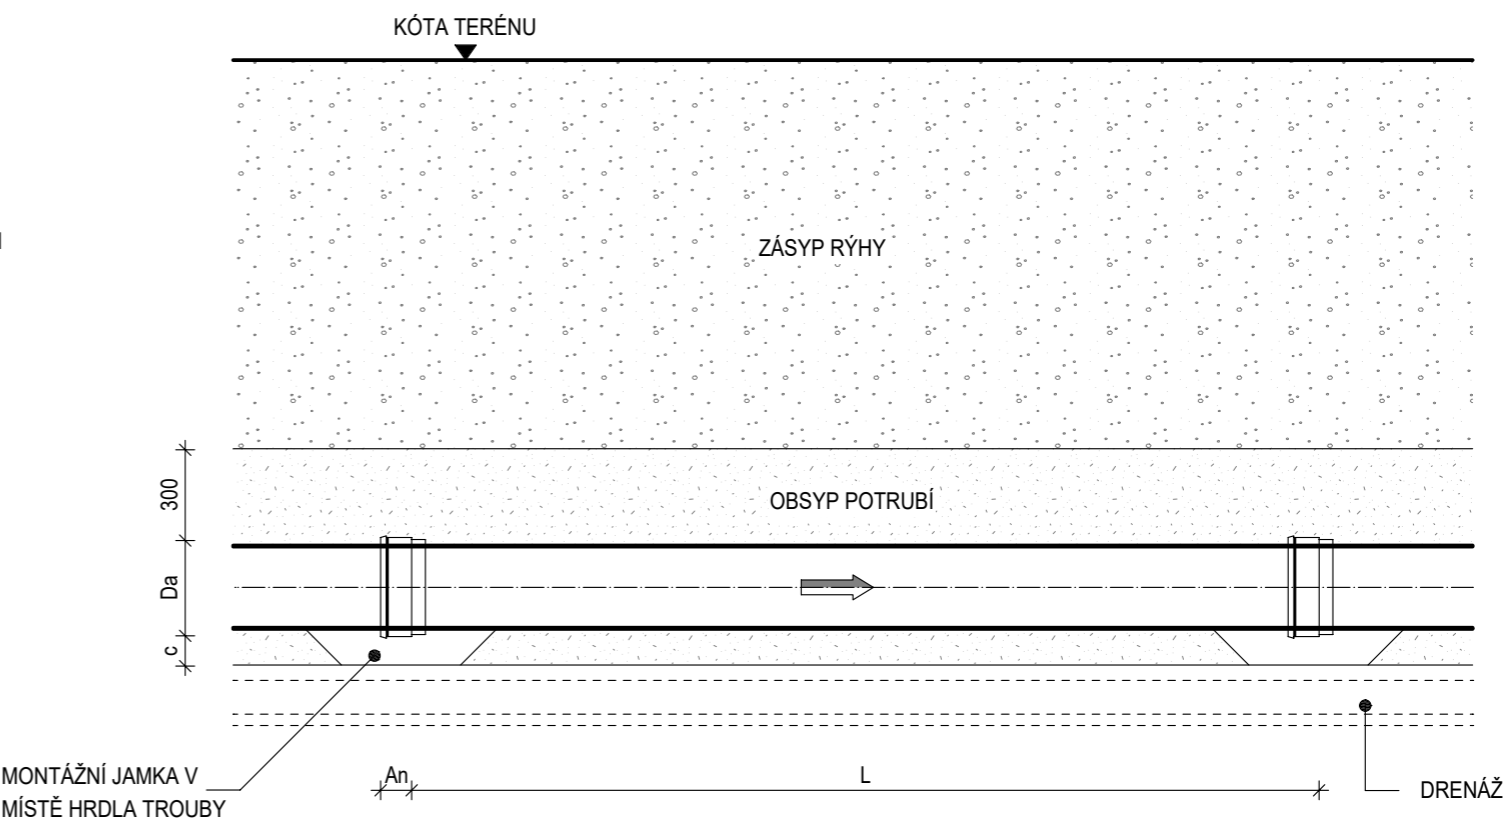 KÓTA TERÉNU
ZÁSYP RÝHY
300
OBSYP POTRUBÍ
Da
c
MONTÁŽNÍ JAMKA V
MÍSTĚ HRDLA TROUBY
An
L
DRENÁŽ